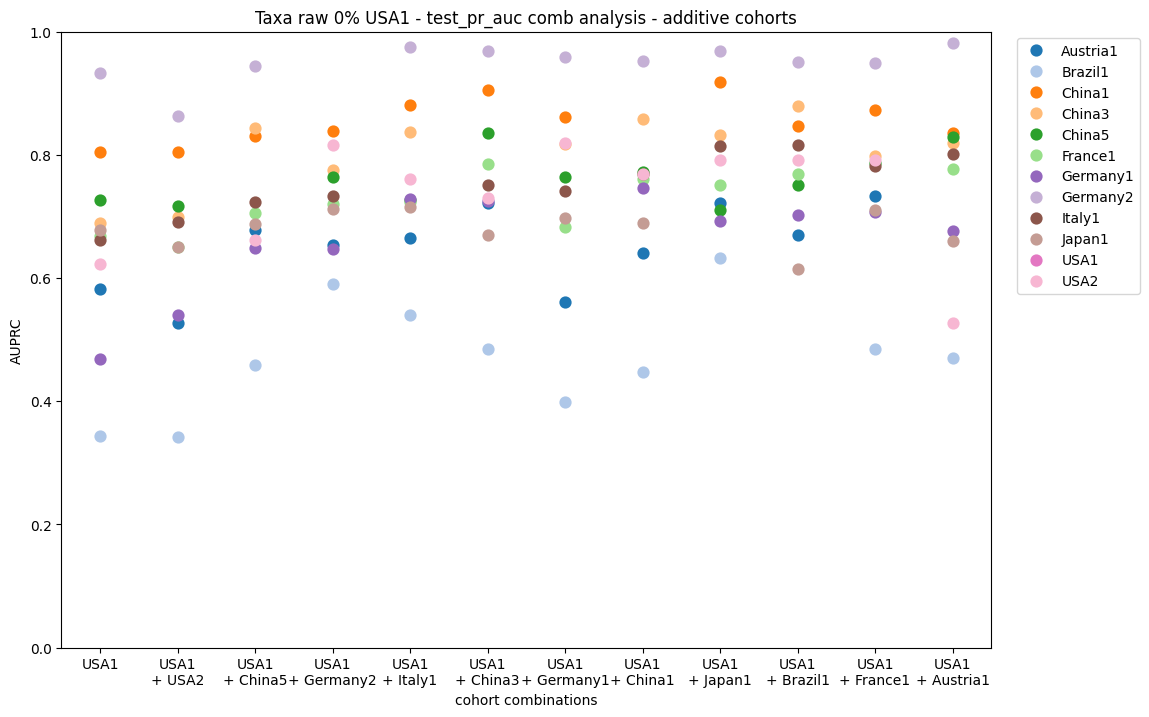 Taxa raw 0% USA1 - test_pr_auc comb analysis - additive cohorts
1.0
0.8
0.6
0.4
0.2
0.0
AUPRC
USA1
USA1
+ USA2
USA1
+ China5
USA1
+ Germany2
USA1
+ Italy1
USA1
+ China3
USA1
+ Germany1
USA1
+ China1
USA1
+ Japan1
USA1
+ Brazil1
USA1
+ France1
USA1
+ Austria1
cohort combinations
Austria1
Brazil1
China1
China3
China5
France1
Germany1
Germany2
Italy1
Japan1
USA1
USA2